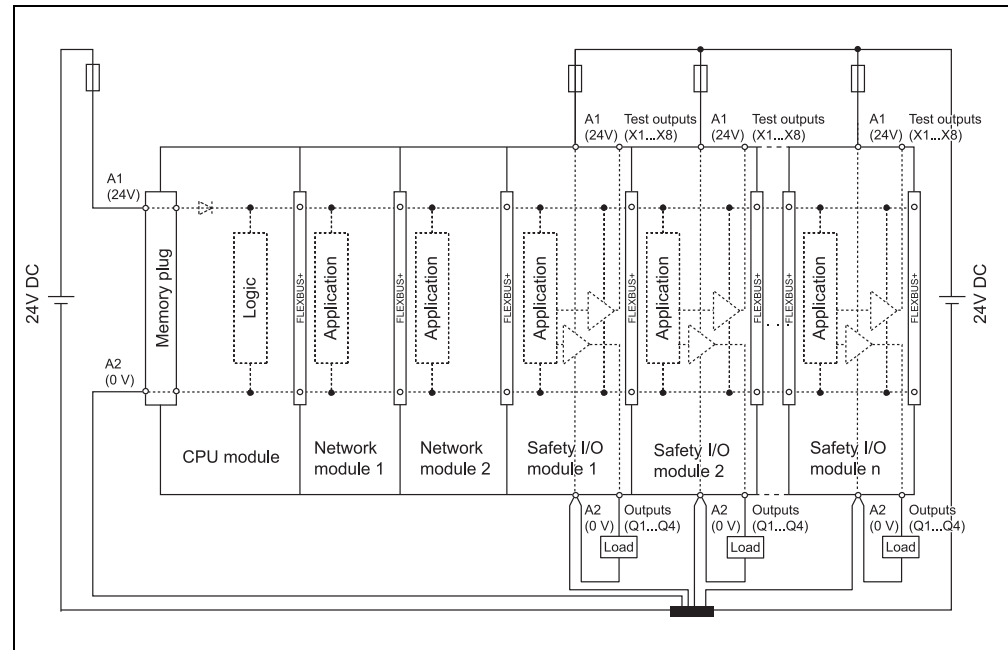 A1
(24V)
Test outputs
(X1...X8)
A1
(24V)
Test outputs
(X1...X8)
A1
(24V)
Test outputs
(X1...X8)
A1
(24V)
24V DC
Memory plug
Logic
FLEXBUS+
Application
FLEXBUS+
Application
FLEXBUS+
Application
FLEXBUS+
Application
FLEXBUS+
FLEXBUS+
Application
FLEXBUS+
24V DC
A2
(0 V)
CPU module
Network
module 1
Network
module 2
Safety I/O
module 1
Safety I/O
module 2
Safety I/O
module n
A2
(0 V)
Outputs
(Q1...Q4)
Load
A2
(0 V)
Outputs
(Q1...Q4)
Load
A2
(0 V)
Outputs
(Q1...Q4)
Load